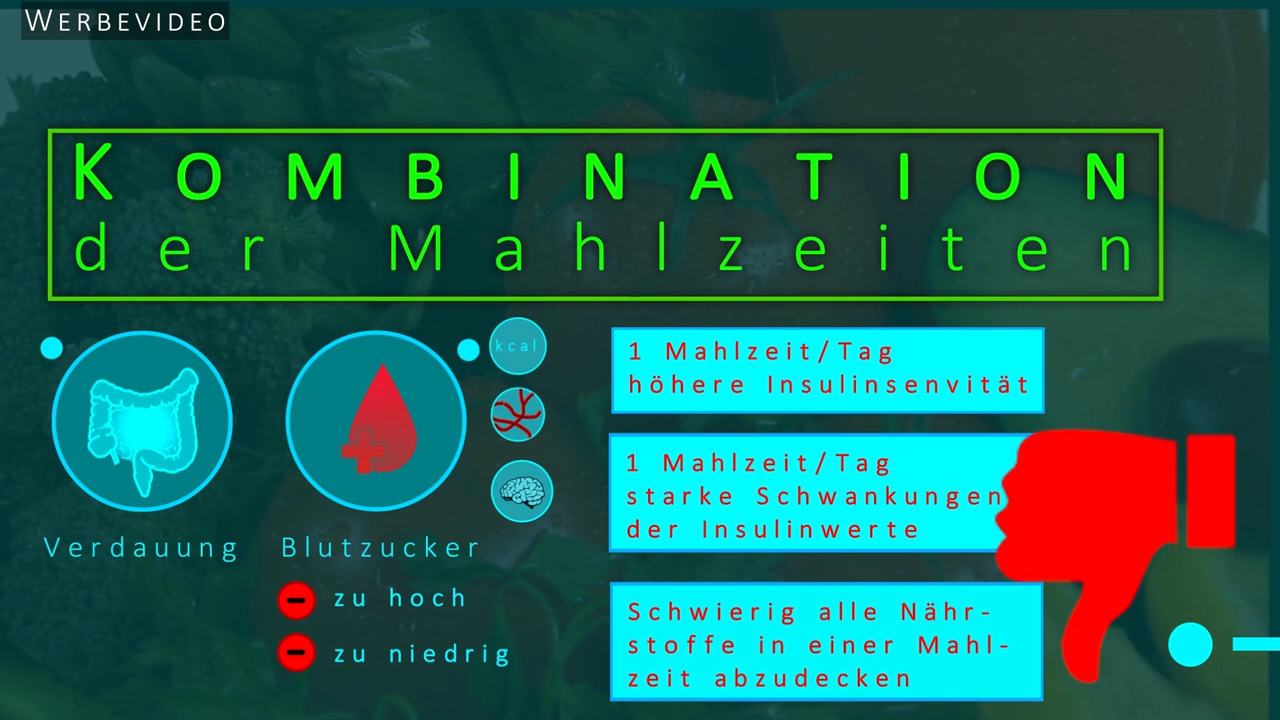 WERBEVIDEO
KOMBINATION
der Mahlzeiten
kcal
Verdauung
Blutzucker
zu hoch
zu niedrig
1 Mahlzeit/Tag
höhere Insulinsenvität
1 Mahlzeit/Tag
starke Schwankungen
der Insulinwerte
Schwierig alle Nähr-
stoffe in einer Mahl-
zeit abzudecken